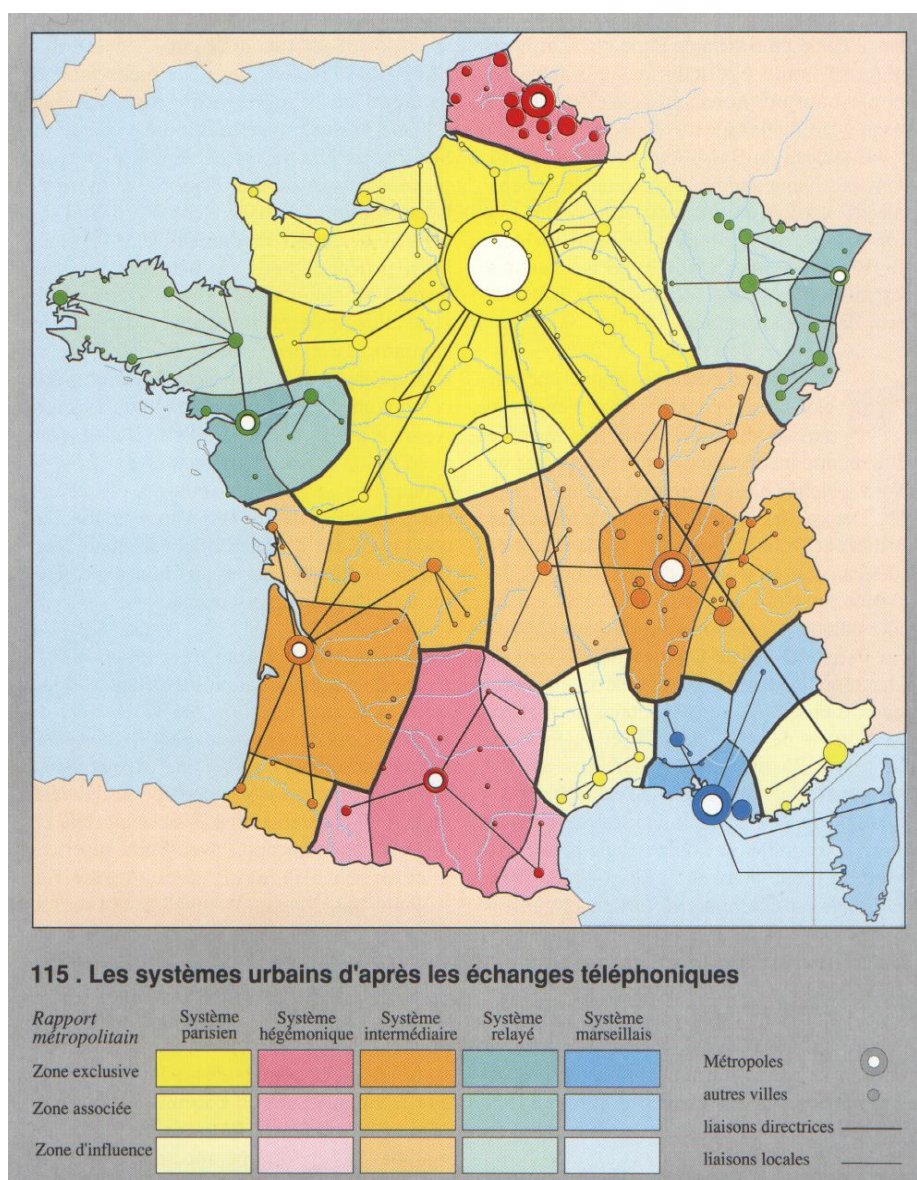 115 . Les systèmes urbains d'après les échanges téléphoniques
Rapport
métropolitain
Système
parisien
Système
hégémonique
Système
intermédiaire
Système
relayé
Système
marseillais
Zone exclusive
Zone associée
Zone d'influence
Métropoles
autres villes
liaisons directrices
liaisons locales